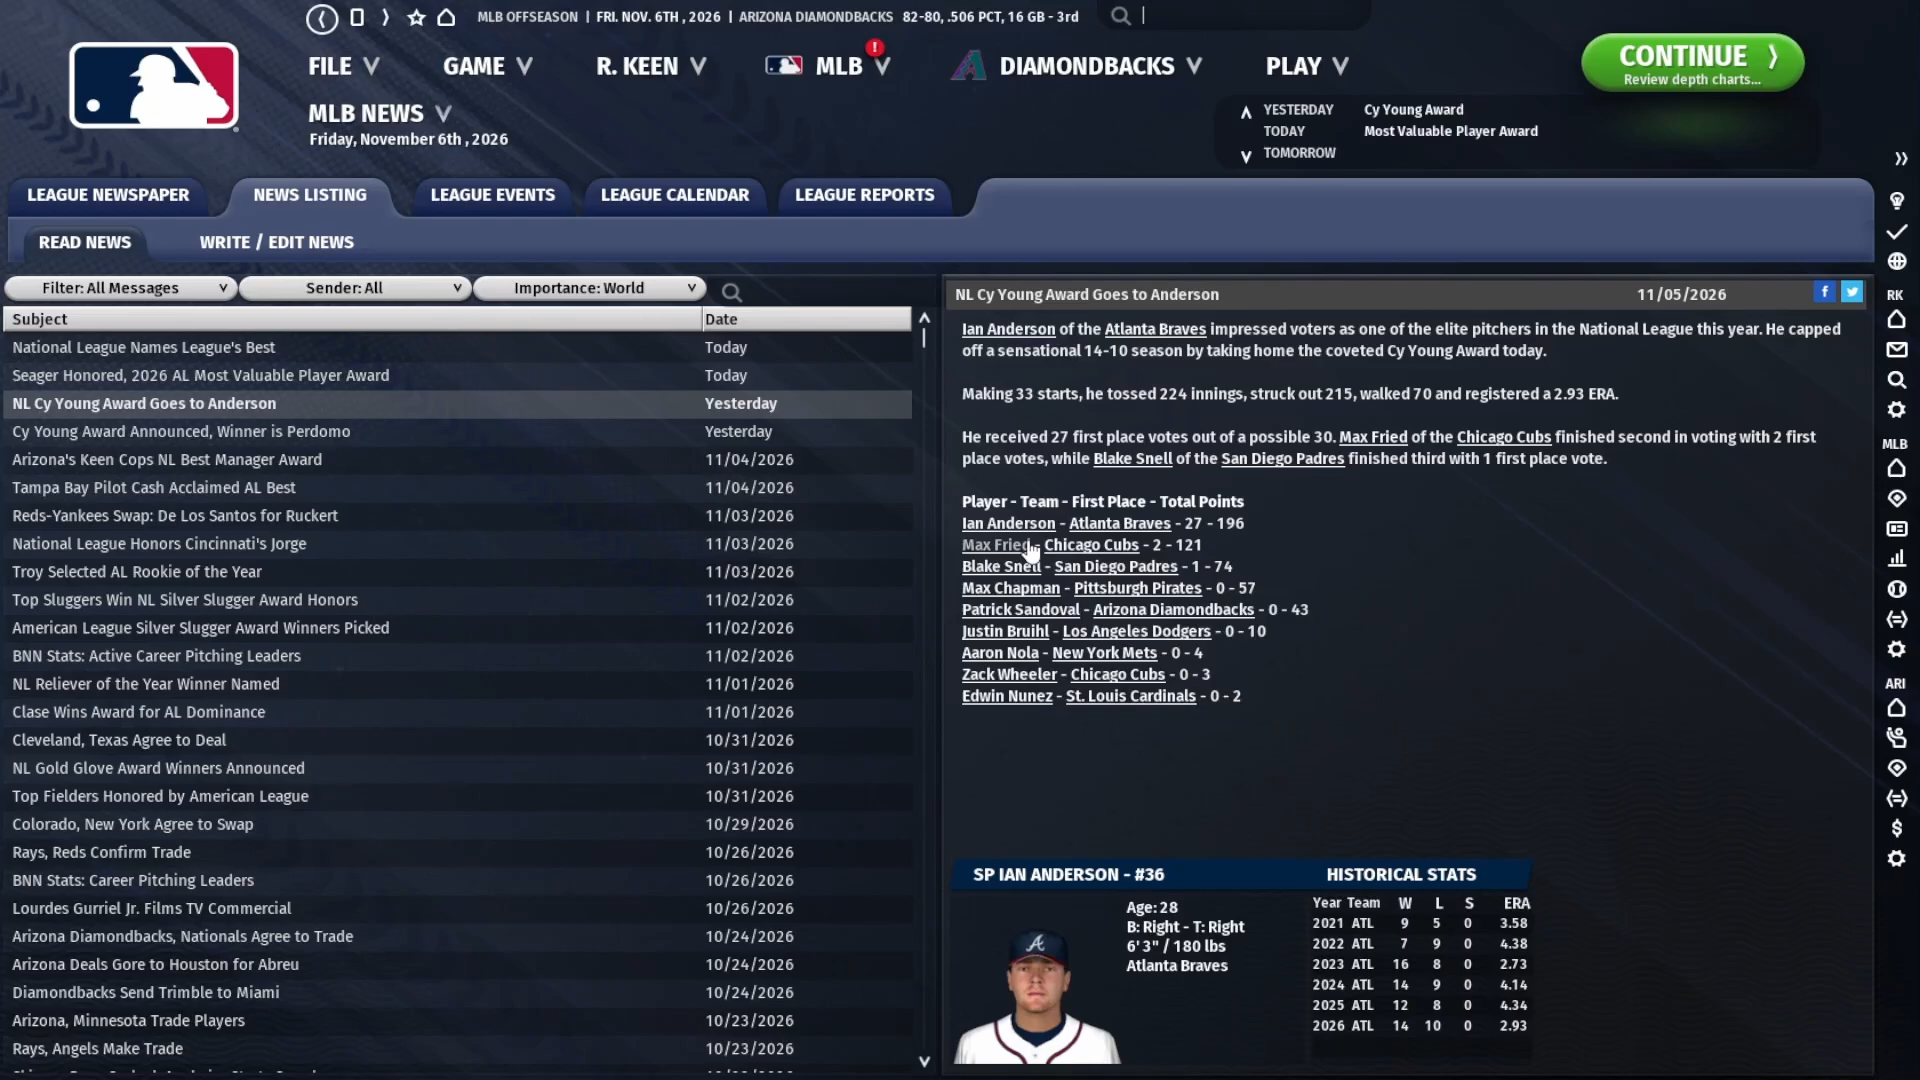 MLB OFFSEASON | FRI. NOV. 6TH , 2026 | ARIZONA DIAMONDBACKS 82-80, .506 PCT, 16 GB - 3rd
FILE GAME R. KEEN MLB DIAMONDBACKS PLAY
CONTINUE
Review depth charts...
MLB NEWS
Friday, November 6th , 2026
YESTERDAY Cy Young Award
TODAY Most Valuable Player Award
TOMORROW
LEAGUE NEWSPAPER NEWS LISTING LEAGUE EVENTS LEAGUE CALENDAR LEAGUE REPORTS
READ NEWS WRITE / EDIT NEWS
Filter: All Messages Sender: All Importance: World
Subject Date
National League Names League's Best Today
Seager Honored, 2026 AL Most Valuable Player Award Today
NL Cy Young Award Goes to Anderson Yesterday
Cy Young Award Announced, Winner is Perdomo Yesterday
Arizona's Keen Cops NL Best Manager Award 11/04/2026
Tampa Bay Pilot Cash Acclaimed AL Best 11/04/2026
Reds-Yankees Swap: De Los Santos for Ruckert 11/03/2026
National League Honors Cincinnati's Jorge 11/03/2026
Troy Selected AL Rookie of the Year 11/03/2026
Top Sluggers Win NL Silver Slugger Award Honors 11/02/2026
American League Silver Slugger Award Winners Picked 11/02/2026
BNN Stats: Active Career Pitching Leaders 11/02/2026
NL Reliever of the Year Winner Named 11/01/2026
Clase Wins Award for AL Dominance 11/01/2026
Cleveland, Texas Agree to Deal 10/31/2026
NL Gold Glove Award Winners Announced 10/31/2026
Top Fielders Honored by American League 10/31/2026
Colorado, New York Agree to Swap 10/29/2026
Rays, Reds Confirm Trade 10/26/2026
BNN Stats: Career Pitching Leaders 10/26/2026
Lourdes Gurriel Jr. Films TV Commercial 10/26/2026
Arizona Diamondbacks, Nationals Agree to Trade 10/24/2026
Arizona Deals Gore to Houston for Abreu 10/24/2026
Diamondbacks Send Trimble to Miami 10/24/2026
Arizona, Minnesota Trade Players 10/23/2026
Rays, Angels Make Trade 10/23/2026
NL Cy Young Award Goes to Anderson 11/05/2026
Ian Anderson of the Atlanta Braves impressed voters as one of the elite pitchers in the National League this year. He capped
off a sensational 14-10 season by taking home the coveted Cy Young Award today.
Making 33 starts, he tossed 224 innings, struck out 215, walked 70 and registered a 2.93 ERA.
He received 27 first place votes out of a possible 30. Max Fried of the Chicago Cubs finished second in voting with 2 first
place votes, while Blake Snell of the San Diego Padres finished third with 1 first place vote.
Player - Team - First Place - Total Points
Ian Anderson - Atlanta Braves - 27 - 196
Max Fried - Chicago Cubs - 2 - 121
Blake Snell - San Diego Padres - 1 - 74
Max Chapman - Pittsburgh Pirates - 0 - 57
Patrick Sandoval - Arizona Diamondbacks - 0 - 43
Justin Bruihl - Los Angeles Dodgers - 0 - 10
Aaron Nola - New York Mets - 0 - 4
Zack Wheeler - Chicago Cubs - 0 - 3
Edwin Nunez - St. Louis Cardinals - 0 - 2
SP IAN ANDERSON - #36
Age: 28
B: Right - T: Right
6' 3" / 180 lbs
Atlanta Braves
HISTORICAL STATS
Year Team W L S ERA
2021 ATL 9 5 0 3.58
2022 ATL 7 9 0 4.38
2023 ATL 16 8 0 2.73
2024 ATL 14 9 0 4.14
2025 ATL 12 8 0 4.34
2026 ATL 14 10 0 2.93
RK
MLB
ARI